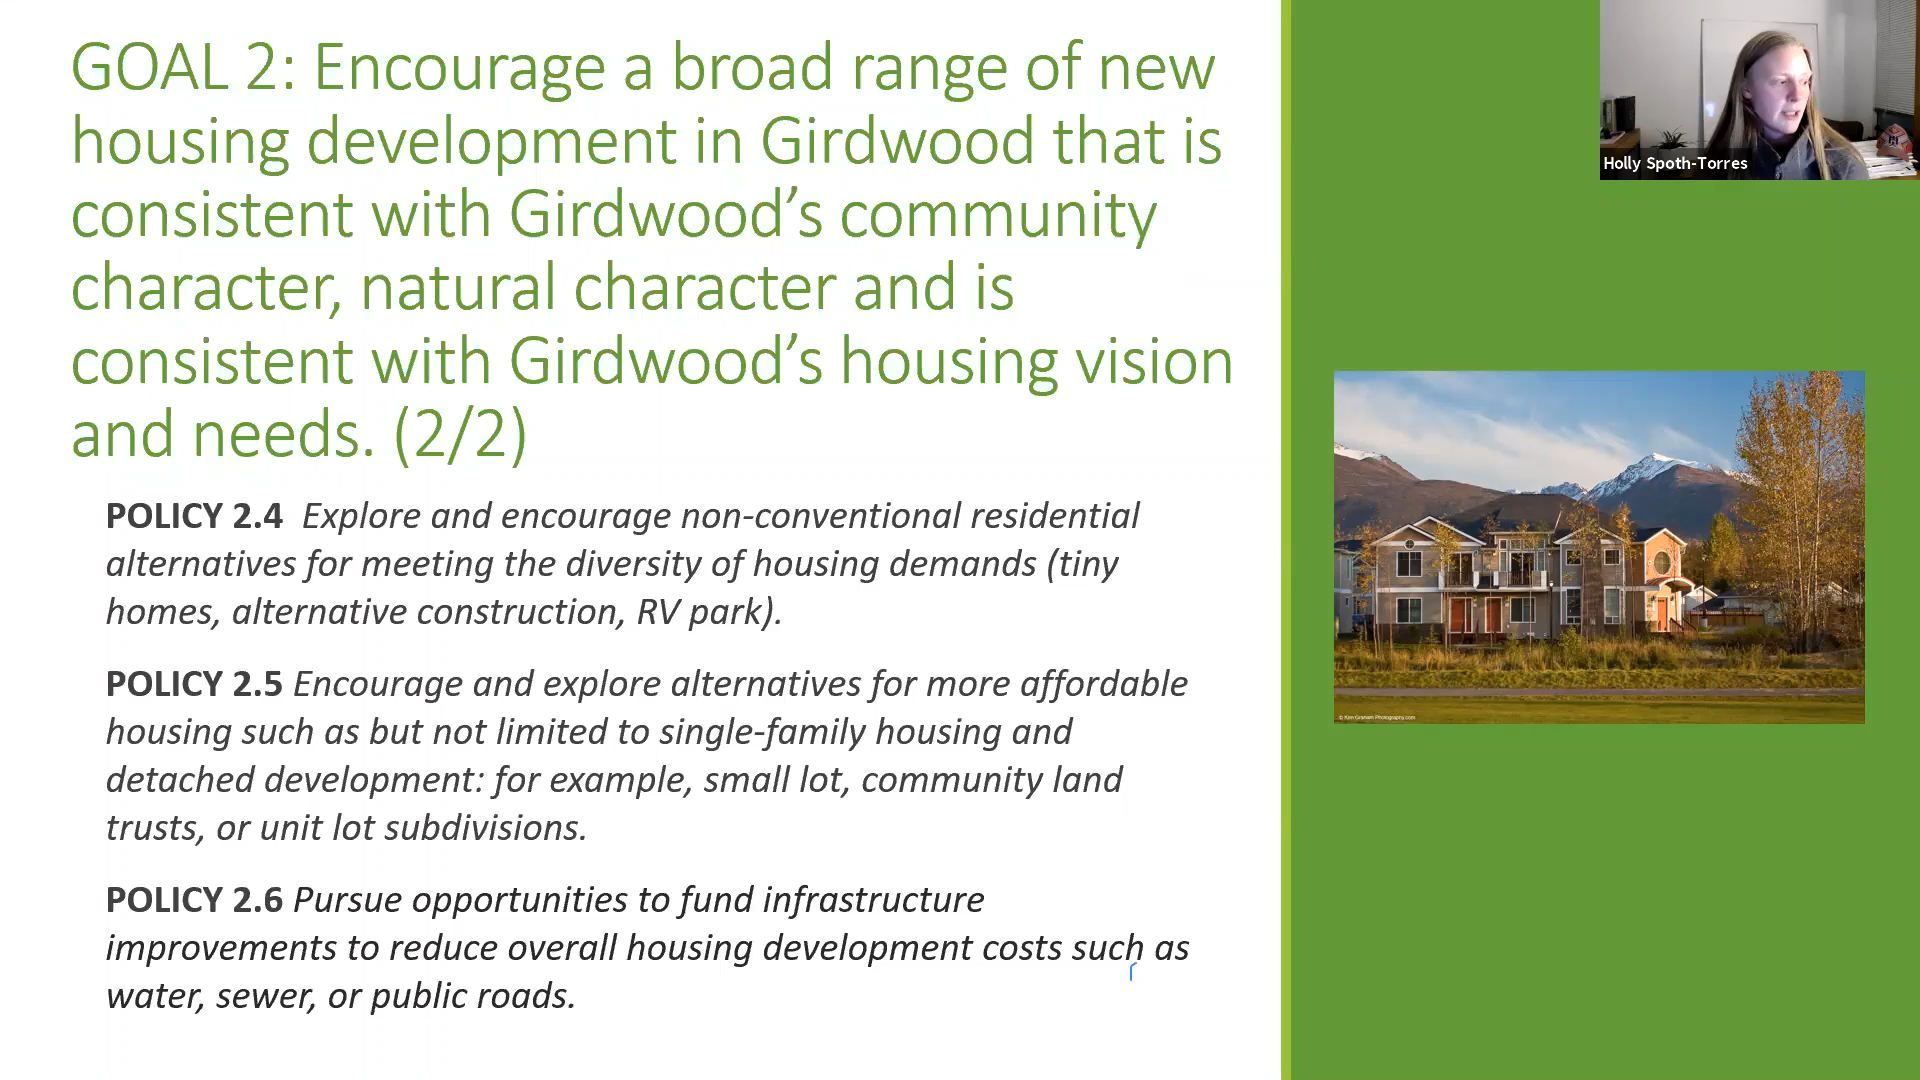 GOAL 2: Encourage a broad range of new
housing development in Girdwood that is
consistent with Girdwood’s community
character, natural character and is
consistent with Girdwood’s housing vision
and needs. (2/2)
POLICY 2.4 Explore and encourage non-conventional residential
alternatives for meeting the diversity of housing demands (tiny
homes, alternative construction, RV park).
POLICY 2.5 Encourage and explore alternatives for more affordable
housing such as but not limited to single-family housing and
detached development: for example, small lot, community land
trusts, or unit lot subdivisions.
POLICY 2.6 Pursue opportunities to fund infrastructure
improvements to reduce overall housing development costs such as
water, sewer, or public roads.
Holly Spoth-Torres
© Ken Graham Photography.com